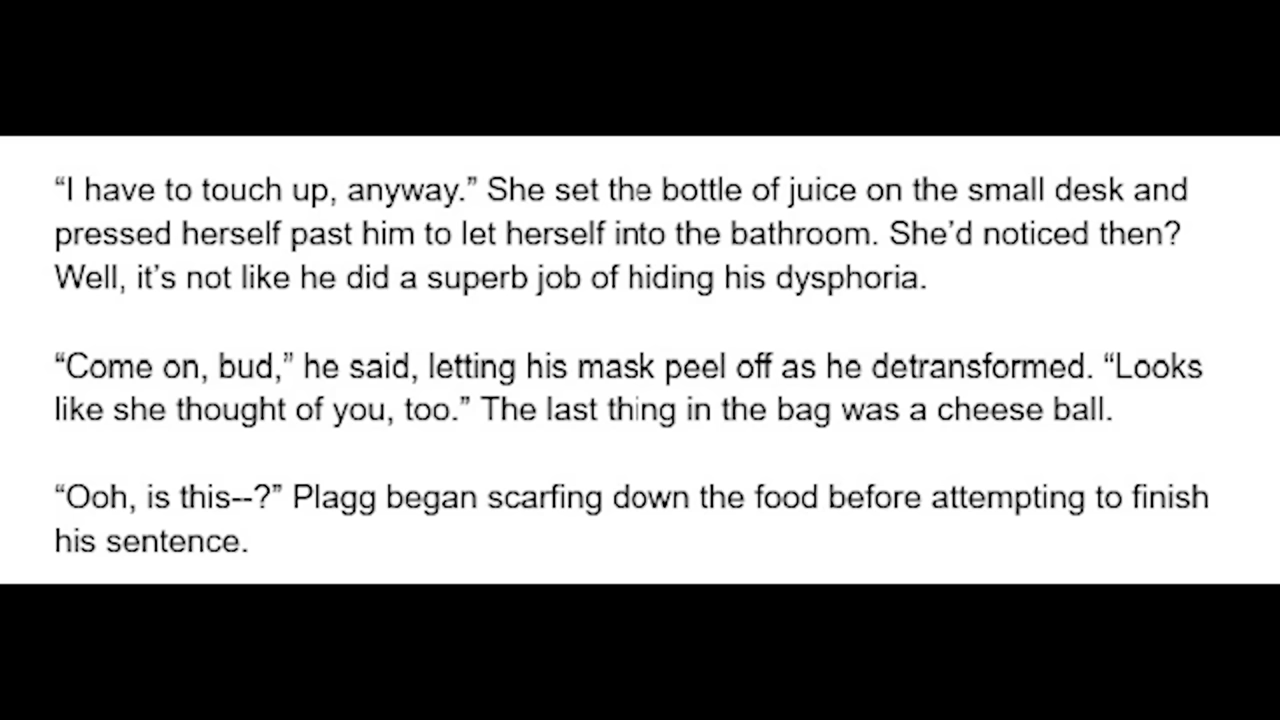 “I have to touch up, anyway.” She set the bottle of juice on the small desk and
pressed herself past him to let herself into the bathroom. She’d noticed then?
Well, it’s not like he did a superb job of hiding his dysphoria.
“Come on, bud,” he said, letting his mask peel off as he detransformed. “Looks
like she thought of you, too.” The last thing in the bag was a cheese ball.
“Ooh, is this--?” Plagg began scarfing down the food before attempting to finish
his sentence.